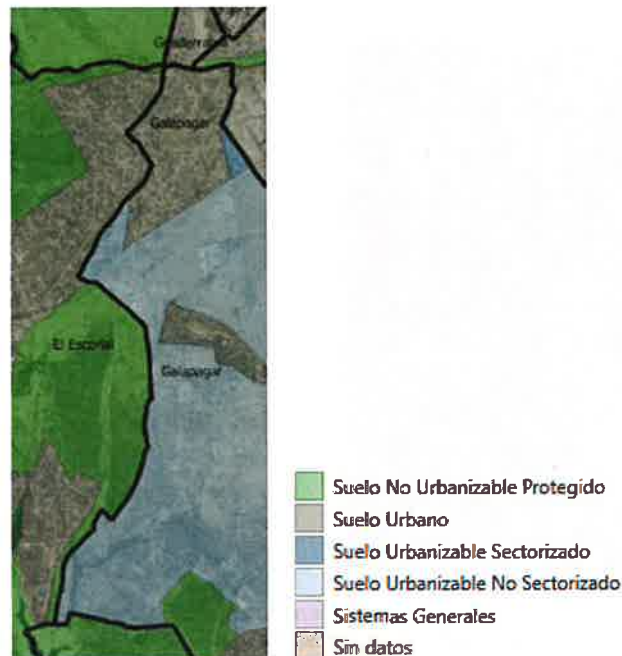 Galapagar
El Escorial
Galapagar
Suelo No Urbanizable Protegido
Suelo Urbano
Suelo Urbanizable Sectorizado
Suelo Urbanizable No Sectorizado
Sistemas Generales
Sin datos